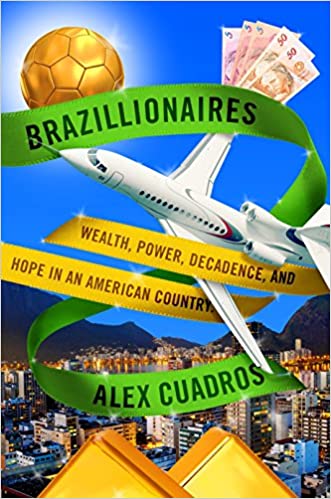 BRAZILLIONAIRES
WEALTH, POWER, DECADENCE, AND
HOPE IN AN AMERICAN COUNTRY
ALEX CUADROS